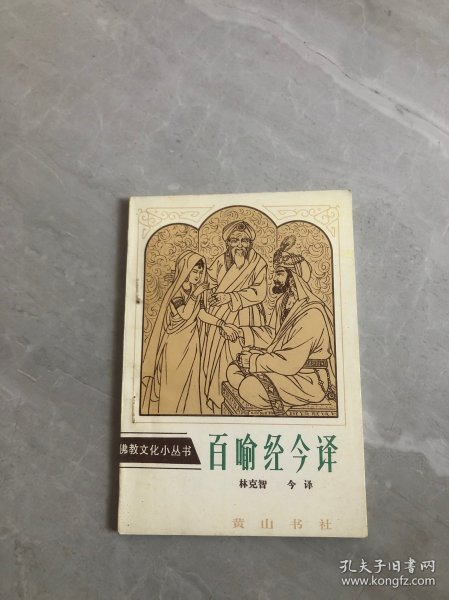 佛教文化小丛书
百喻经今译
林克智 今译
黄山书社
孔夫子旧书网
www.kongfz.com